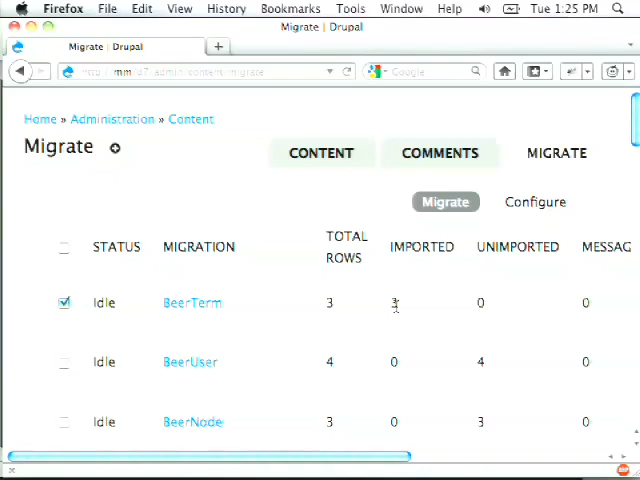 Firefox File Edit View History Bookmarks Tools Window Help Tue 1:25 PM
Migrate | Drupal
Migrate | Drupal
Google
Home » Administration » Content
Migrate
CONTENT COMMENTS MIGRATE
Migrate Configure
STATUS MIGRATION TOTAL ROWS IMPORTED UNIMPORTED MESSAG
Idle BeerTerm 3 3 0 0
Idle BeerUser 4 0 4 0
Idle BeerNode 3 0 3 0